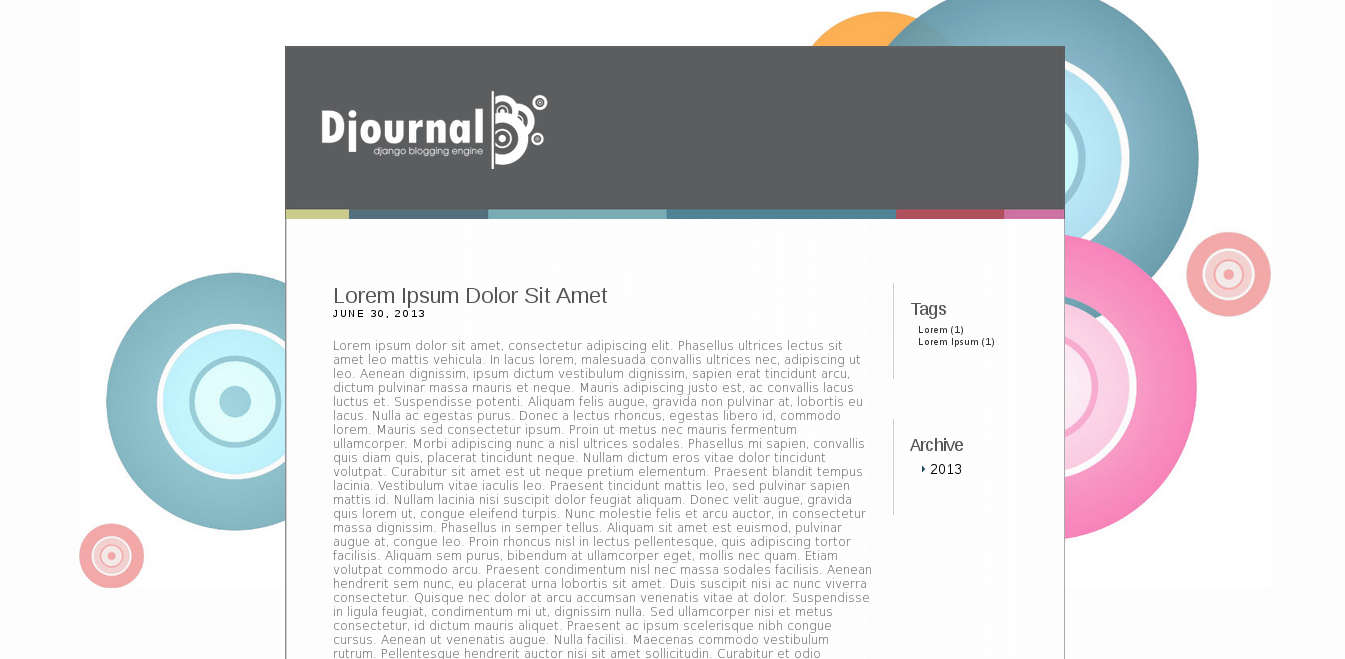 Djournal
django blogging engine
Lorem Ipsum Dolor Sit Amet
JUNE 30, 2013
Lorem ipsum dolor sit amet, consectetur adipiscing elit. Phasellus ultrices lectus sit
amet leo mattis vehicula. In lacus lorem, malesuada convallis ultrices nec, adipiscing ut
leo. Aenean dignissim, ipsum dictum vestibulum dignissim, sapien erat tincidunt arcu,
dictum pulvinar massa mauris et neque. Mauris adipiscing justo est, ac convallis lacus
luctus et. Suspendisse potenti. Aliquam felis augue, gravida non pulvinar at, lobortis eu
lacus. Nulla ac egestas purus. Donec a lectus rhoncus, egestas libero id, commodo
lorem. Mauris sed consectetur ipsum. Proin ut metus nec mauris fermentum
ullamcorper. Morbi adipiscing nunc a nisl ultrices sodales. Phasellus mi sapien, convallis
quis diam quis, placerat tincidunt neque. Nullam dictum eros vitae dolor tincidunt
volutpat. Curabitur sit amet est ut neque pretium elementum. Praesent blandit tempus
lacinia. Vestibulum vitae iaculis leo. Praesent tincidunt mattis leo, sed pulvinar sapien
mattis id. Nullam lacinia nisi suscipit dolor feugiat aliquam. Donec velit augue, gravida
quis lorem ut, congue eleifend turpis. Nunc molestie felis et arcu auctor, in consectetur
massa dignissim. Phasellus in semper tellus. Aliquam sit amet est euismod, pulvinar
augue at, congue leo. Proin rhoncus nisl in lectus pellentesque, quis adipiscing tortor
facilisis. Aliquam sem purus, bibendum at ullamcorper eget, mollis nec quam. Etiam
volutpat commodo arcu. Praesent condimentum nisl nec massa sodales facilisis. Aenean
hendrerit sem nunc, eu placerat urna lobortis sit amet. Duis suscipit nisi ac nunc viverra
consectetur. Quisque nec dolor at arcu accumsan venenatis vitae at dolor. Suspendisse
in ligula feugiat, condimentum mi ut, dignissim nulla. Sed ullamcorper nisi et metus
consectetur, id dictum mauris aliquet. Praesent ac ipsum scelerisque nibh congue
cursus. Aenean ut venenatis augue. Nulla facilisi. Maecenas commodo vestibulum
rutrum. Pellentesque hendrerit auctor nisi sit amet sollicitudin. Curabitur et odio
Tags
Lorem (1)
Lorem Ipsum (1)
Archive
2013